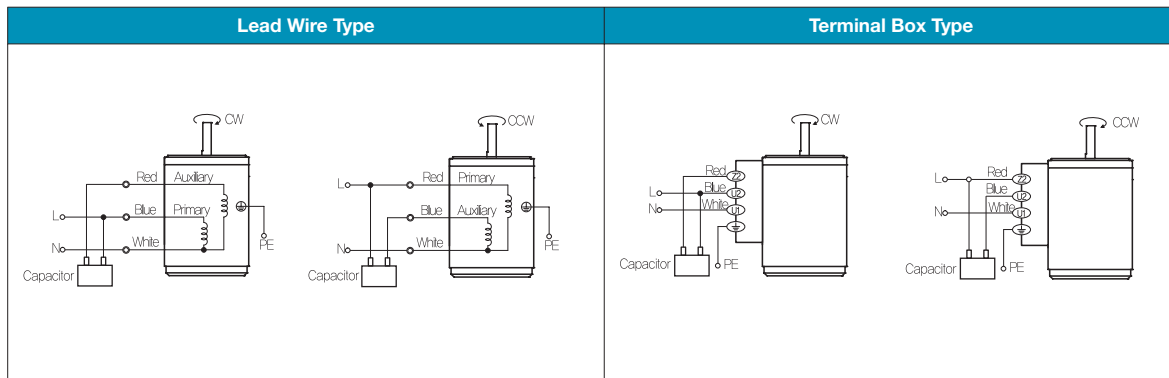 Lead Wire Type
Terminal Box Type
CW
Red
Auxiliary
L
Blue
Primary
N
White
PE
Capacitor
CCW
L
Red
Primary
Blue
Auxiliary
N
White
PE
Capacitor
CW
Red
Z2
L
Blue
U2
N
White
U1
Capacitor
PE
CCW
L
Red
Z2
Blue
U2
N
White
U1
Capacitor
PE